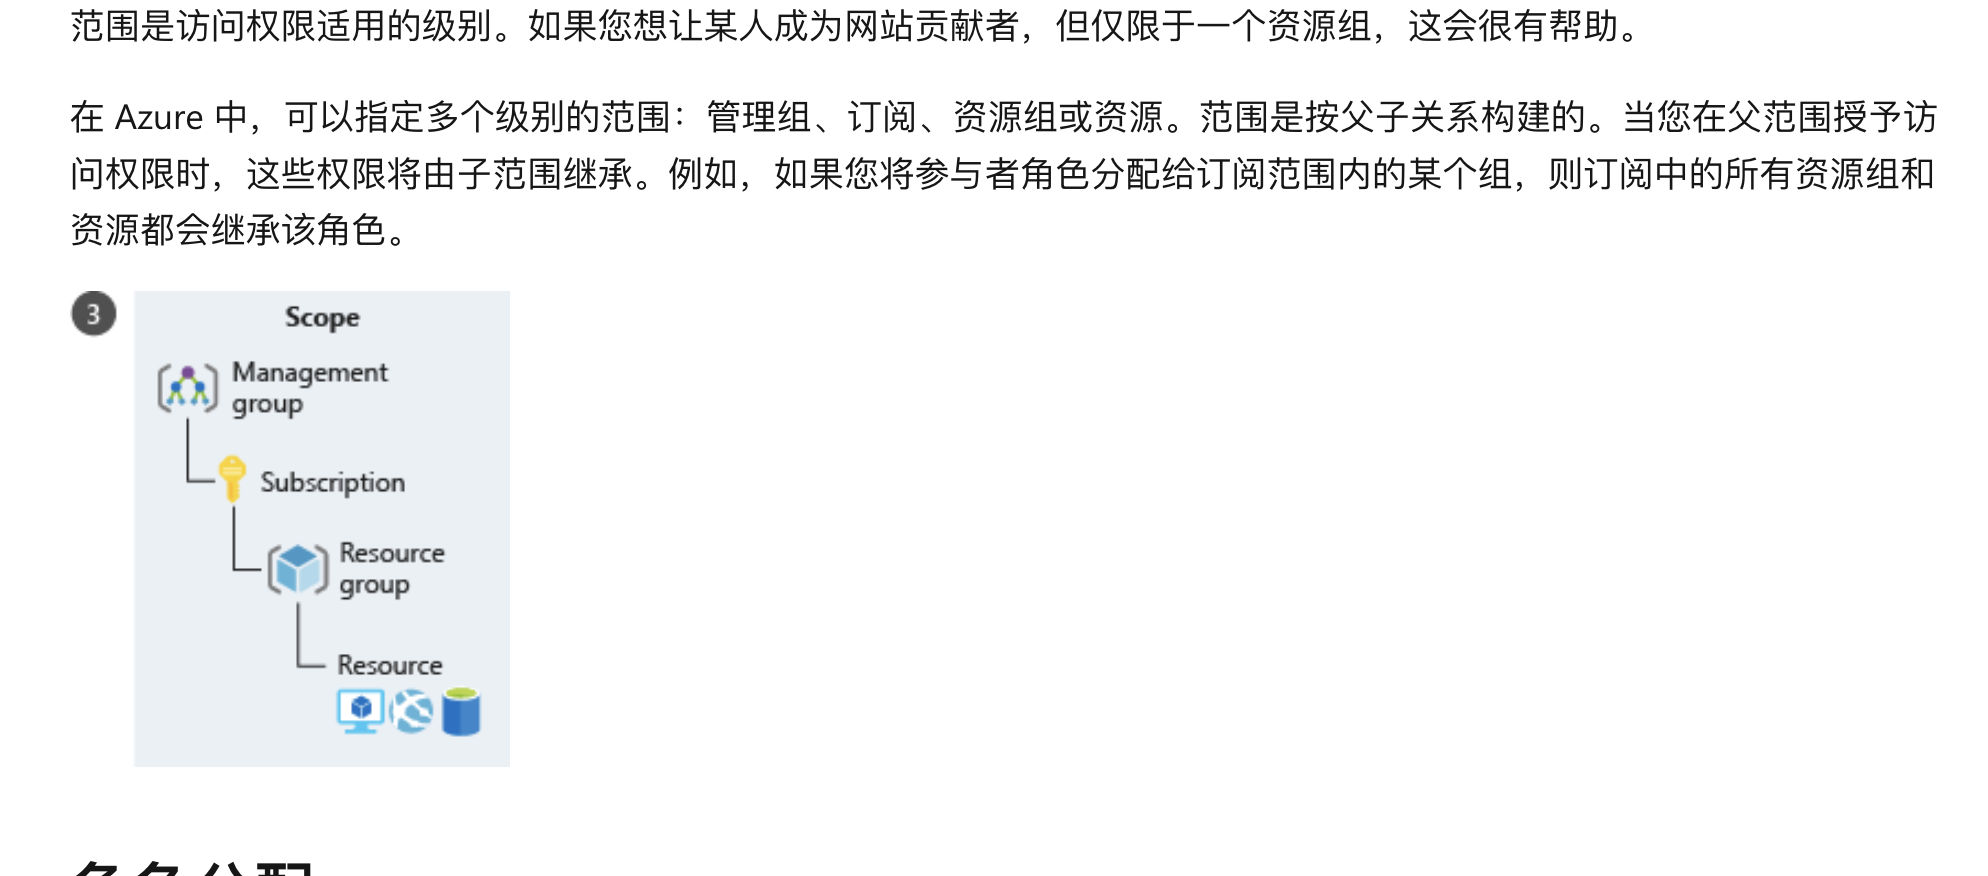 范围是访问权限适用的级别。如果您想让某人成为网站贡献者，但仅限于一个资源组，这会很有帮助。
在 Azure 中，可以指定多个级别的范围：管理组、订阅、资源组或资源。范围是按父子关系构建的。当您在父范围授予访
问权限时，这些权限将由子范围继承。例如，如果您将参与者角色分配给订阅范围内的某个组，则订阅中的所有资源组和
资源都会继承该角色。
3
Scope
Management
group
Subscription
Resource
group
Resource